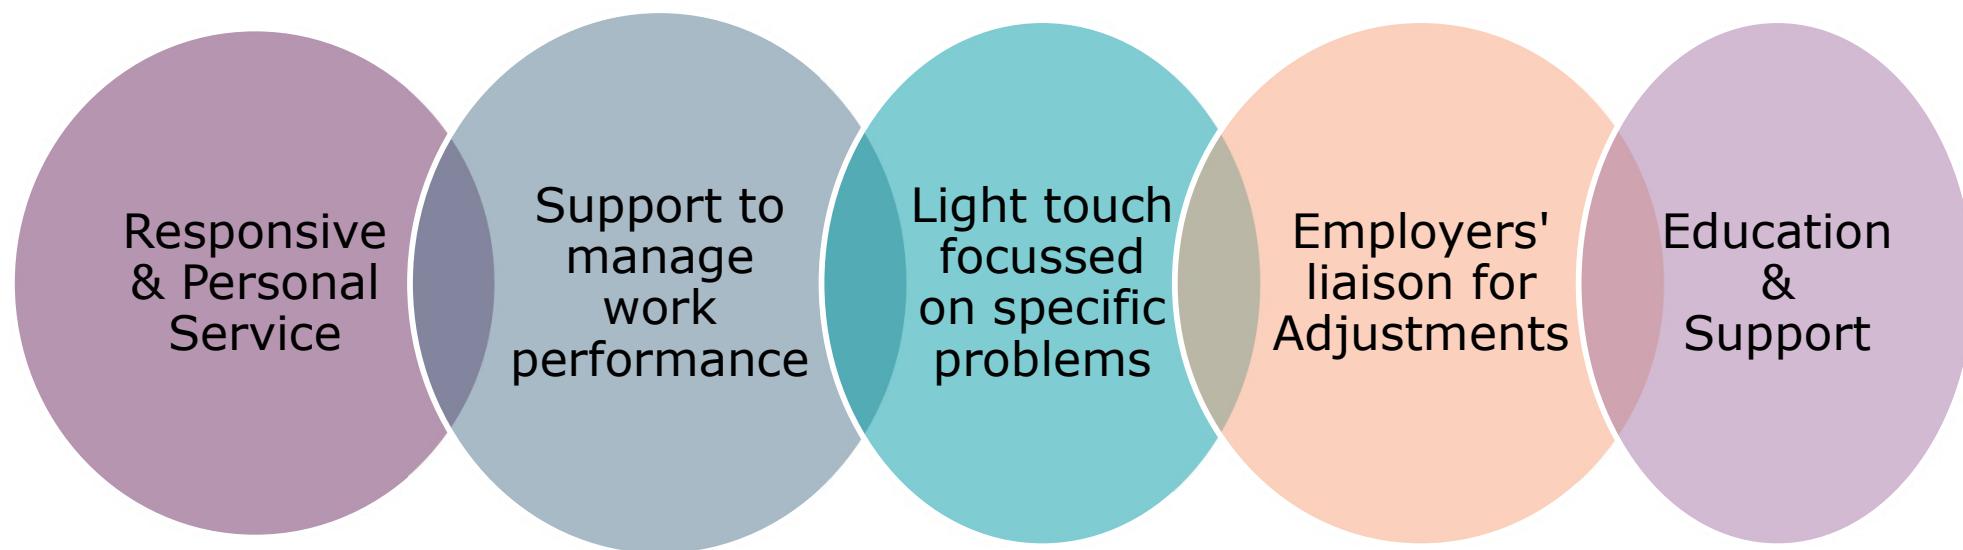 Responsive
& Personal
Service
Support to
manage
work
performance
Light touch
focussed
on specific
problems
Employers'
liaison for
Adjustments
Education
&
Support